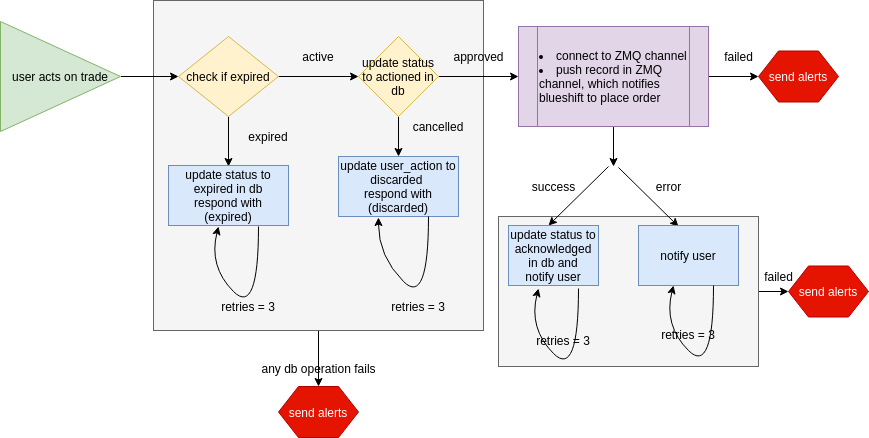 user acts on trade
check if expired
active
update status
to actioned in
db
approved
• connect to ZMQ channel
• push record in ZMQ
channel, which notifies
blueshift to place order
failed
send alerts
expired
cancelled
update status to
expired in db
respond with
(expired)
update user_action to
discarded
respond with
(discarded)
retries = 3
retries = 3
success
error
update status to
acknowledged
in db and
notify user
notify user
retries = 3
retries = 3
failed
send alerts
any db operation fails
send alerts